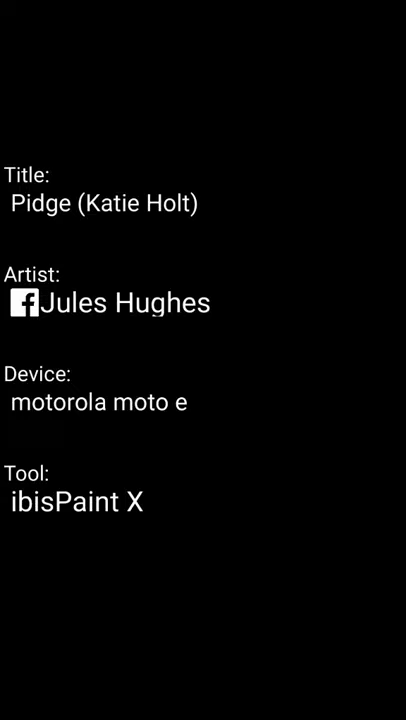 Title:
Pidge (Katie Holt)
Artist:
Jules Hughes
Device:
motorola moto e
Tool:
ibisPaint X